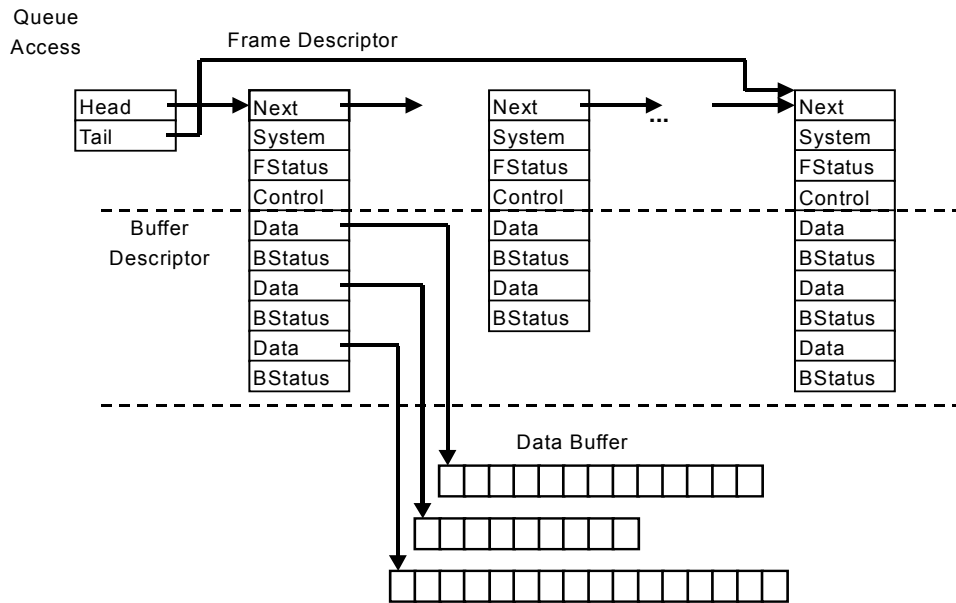 Queue
Access
Frame Descriptor
Head
Tail
Next
System
FStatus
Control
Next
System
FStatus
Control
...
Next
System
FStatus
Control
Buffer
Descriptor
Data
BStatus
Data
BStatus
Data
BStatus
Data
BStatus
Data
BStatus
Data
BStatus
Data
BStatus
Data
BStatus
Data Buffer